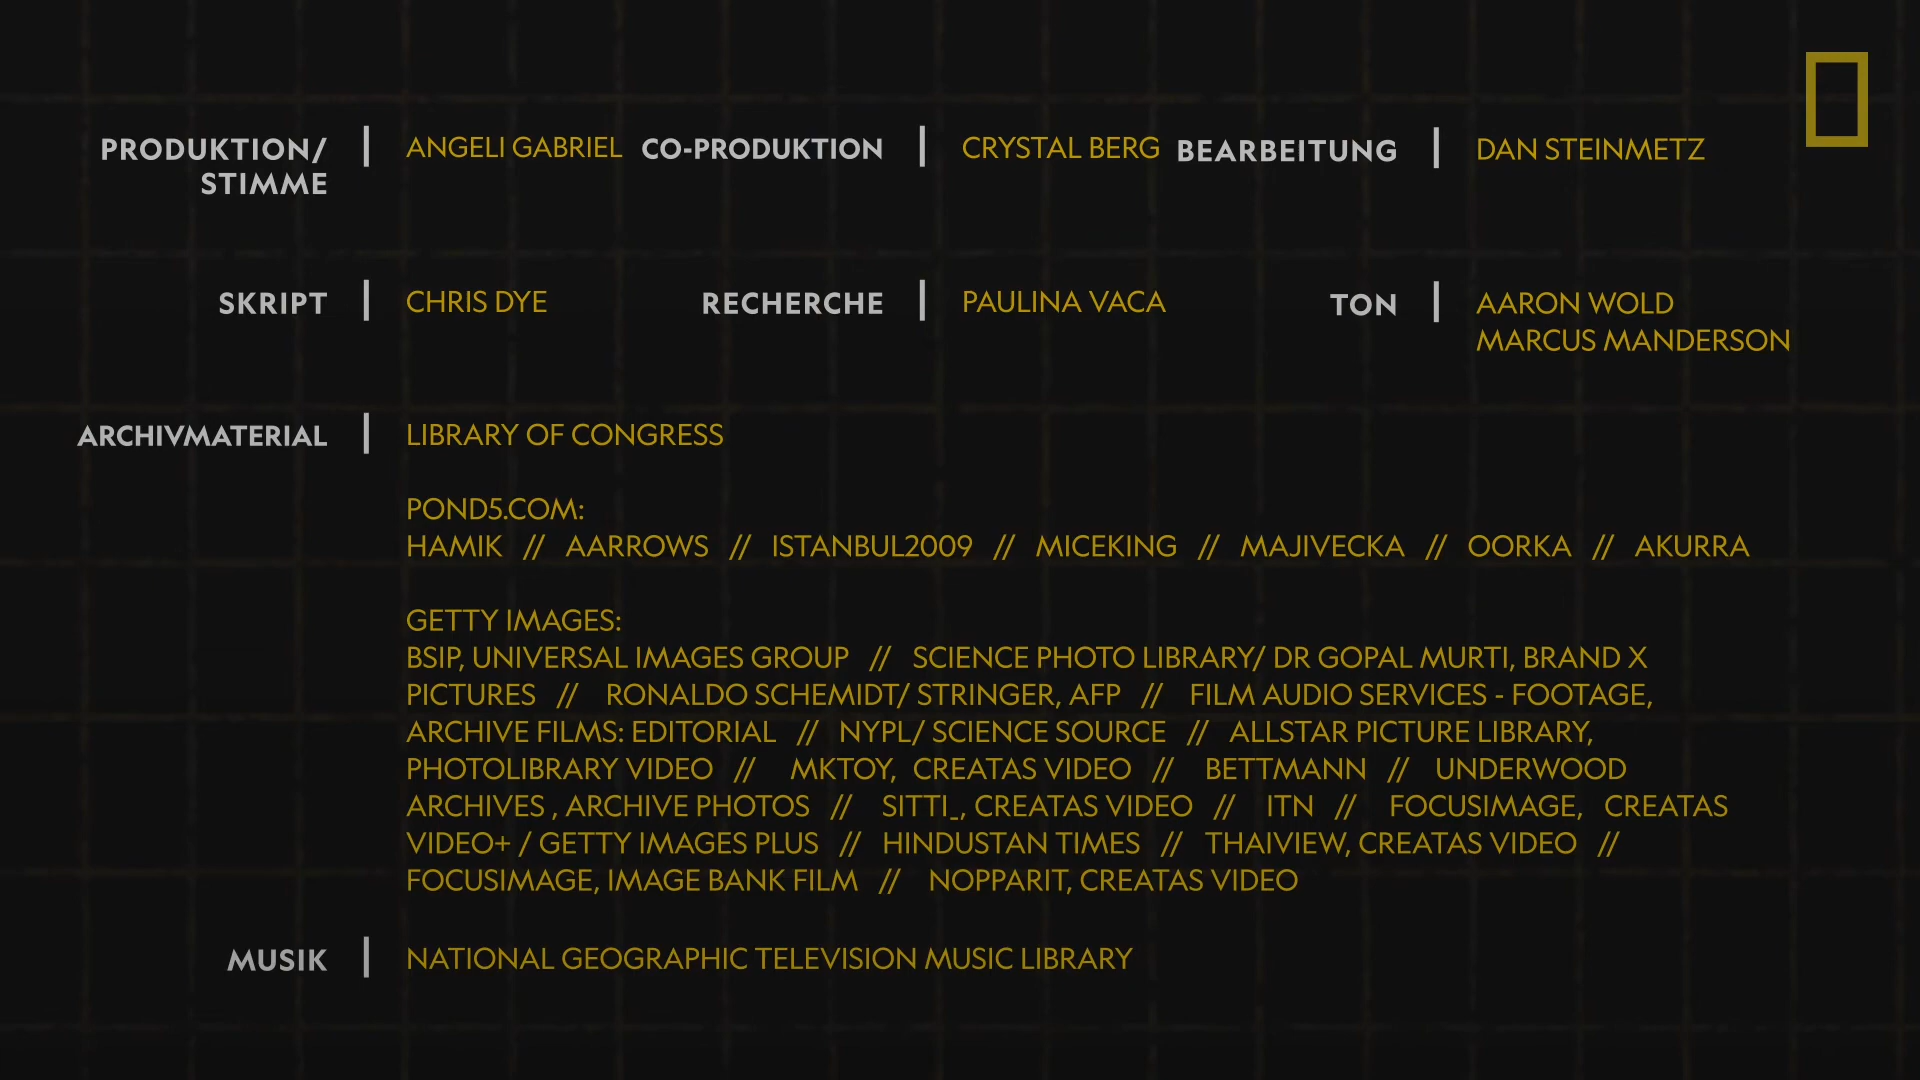 PRODUKTION/ | ANGELI GABRIEL CO-PRODUKTION | CRYSTAL BERG BEARBEITUNG | DAN STEINMETZ
STIMME
SKRIPT | CHRIS DYE RECHERCHE | PAULINA VACA TON | AARON WOLD
MARCUS MANDERSON
ARCHIVMATERIAL | LIBRARY OF CONGRESS
POND5.COM:
HAMIK // AARROWS // ISTANBUL2009 // MICEKING // MAJIVECKA // OORKA // AKURRA
GETTY IMAGES:
BSIP, UNIVERSAL IMAGES GROUP // SCIENCE PHOTO LIBRARY/ DR GOPAL MURTI, BRAND X
PICTURES // RONALDO SCHEMIDT/ STRINGER, AFP // FILM AUDIO SERVICES - FOOTAGE,
ARCHIVE FILMS: EDITORIAL // NYPL/ SCIENCE SOURCE // ALLSTAR PICTURE LIBRARY,
PHOTOLIBRARY VIDEO // MKTOY, CREATAS VIDEO // BETTMANN // UNDERWOOD
ARCHIVES , ARCHIVE PHOTOS // SITTI_, CREATAS VIDEO // ITN // FOCUSIMAGE, CREATAS
VIDEO+ / GETTY IMAGES PLUS // HINDUSTAN TIMES // THAIVIEW, CREATAS VIDEO //
FOCUSIMAGE, IMAGE BANK FILM // NOPPARIT, CREATAS VIDEO
MUSIK | NATIONAL GEOGRAPHIC TELEVISION MUSIC LIBRARY